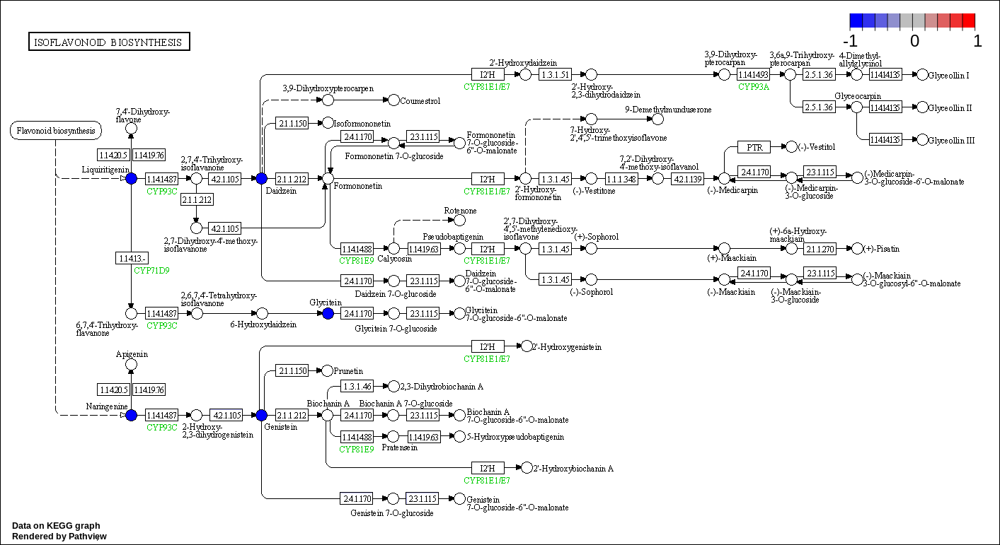 ISOFLAVONOID BIOSYNTHESIS
-1
0
1
Flavonoid biosynthesis
7,4'-Dihydroxy-
flavone
1.14.20.5
1.14.19.76
Liquiritigenin
1.14.14.87
CYP93C
2,7,4'-Trihydroxy-
isoflavanone
4.2.1.105
2.1.1.212
2,7-Dihydroxy-4'-methoxy-
isoflavanone
4.2.1.105
Daidzein
2.1.1.212
Formononetin
3,9-Dihydroxypterocarpen
Coumestrol
2.1.1.150
Isoformononetin
2.4.1.170
Formononetin 7-O-glucoside
2.3.1.115
Formononetin
7-O-glucoside-
6''-O-malonate
I2'H
CYP81E1/E7
2'-Hydroxydaidzein
1.3.1.51
2'-Hydroxy-
2,3-dihydrodaidzein
3,9-Dihydroxy-
pterocarpan
1.14.14.93
CYP93A
3,6a,9-Trihydroxy-
pterocarpan
2.5.1.36
4-Dimethyl-
allylglycinol
1.14.14.135
Glyceollin I
2.5.1.36
Glyceocarpin
1.14.14.135
Glyceollin II
1.14.14.135
Glyceollin III
7-Hydroxy-
2',4',5'-trimethoxyisoflavone
9-Demethylmunduserone
I2'H
CYP81E1/E7
2'-Hydroxy-
formononetin
1.3.1.45
(-)-Vestitone
1.1.1.348
7,2'-Dihydroxy-
4'-methoxy-isoflavanol
4.2.1.139
(-)-Medicarpin
PTR
(-)-Vestitol
2.4.1.170
(-)-Medicarpin-
3-O-glucoside
2.3.1.115
(-)-Medicarpin-
3-O-glucoside-6'-O-malonate
1.14.14.88
CYP81E9
Calycosin
Rotenone
1.14.19.63
Pseudobaptigenin
I2'H
CYP81E1/E7
2',7-Dihydroxy-
4',5'-methylenedioxy-
isoflavone
1.3.1.45
(+)-Sophorol
(+)-Maackiain
(+)-6a-Hydroxy-
maackiain
2.1.1.270
(+)-Pisatin
1.3.1.45
(-)-Sophorol
(-)-Maackiain
2.4.1.170
(-)-Maackiain-
3-O-glucoside
2.3.1.115
(-)-Maackiain
3-O-glucosyl-6''-O-malonate
2.4.1.170
Daidzein 7-O-glucoside
2.3.1.115
Daidzein
7-O-glucoside-
6''-O-malonate
1.14.13.-
CYP71D9
6,7,4'-Trihydroxy-
flavanone
1.14.14.87
CYP93C
2,6,7,4'-Tetrahydroxy-
isoflavanone
6-Hydroxydaidzein
Glycitein
2.4.1.170
Glycitein 7-O-glucoside
2.3.1.115
Glycitein
7-O-glucoside-6''-O-malonate
Apigenin
1.14.20.5
1.14.19.76
Naringenine
1.14.14.87
CYP93C
2-Hydroxy-
2,3-dihydrogenistein
4.2.1.105
Genistein
I2'H
CYP81E1/E7
2'-Hydroxygenistein
2.1.1.150
Prunetin
2.1.1.212
Biochanin A
1.3.1.46
2,3-Dihydrobiochanin A
2.4.1.170
Biochanin A 7-O-glucoside
2.3.1.115
Biochanin A
7-O-glucoside-6''-O-malonate
1.14.14.88
CYP81E9
Pratensein
1.14.19.63
5-Hydroxypseudobaptigenin
I2'H
CYP81E1/E7
2'-Hydroxybiochanin A
2.4.1.170
Genistein 7-O-glucoside
2.3.1.115
Genistein
7-O-glucoside-6''-O-malonate
Data on KEGG graph
Rendered by Pathview